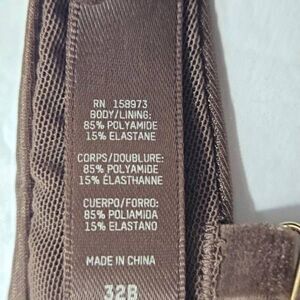 RN 158973
BODY/LINING:
85% POLYAMIDE
15% ELASTANE
CORPS/DOUBLURE:
85% POLYAMIDE
15% ÉLASTHANNE
CUERPO/FORRO:
85% POLIAMIDA
15% ELASTANO
MADE IN CHINA
32B